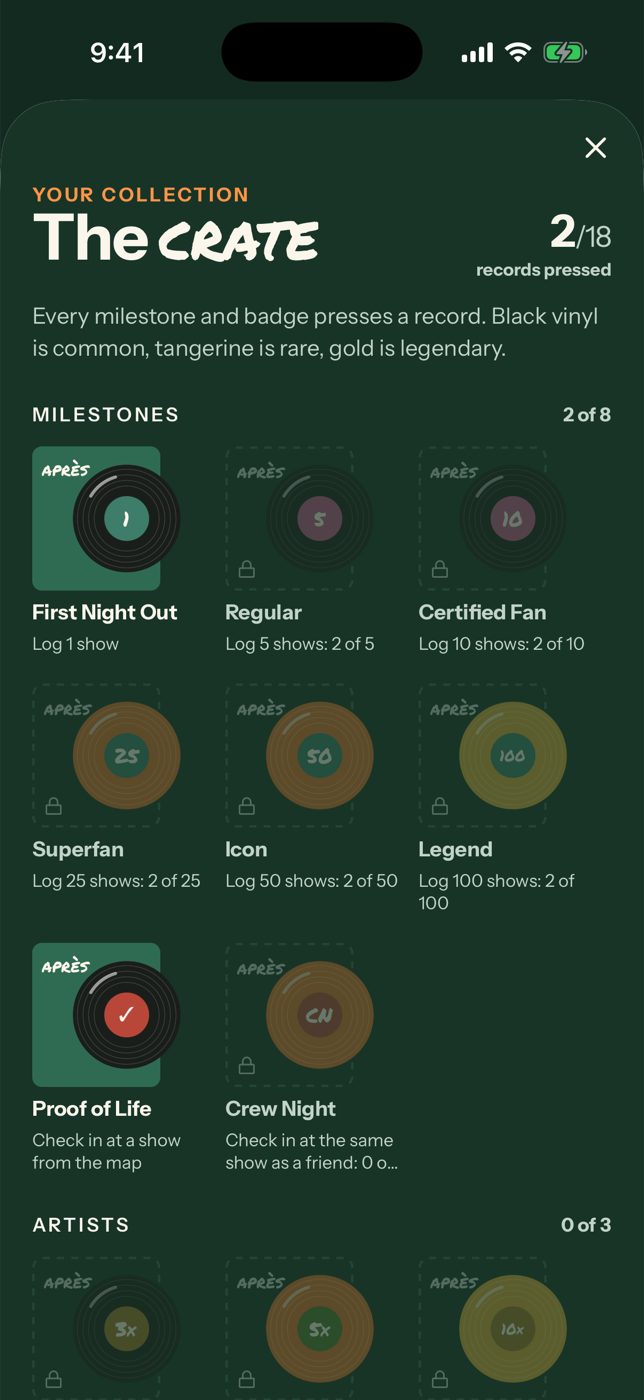 9:41
YOUR COLLECTION
The CRATE
2/18
records pressed
Every milestone and badge presses a record. Black vinyl
is common, tangerine is rare, gold is legendary.
MILESTONES
2 of 8
APRÈS
1
APRÈS
5
APRÈS
10
First Night Out
Regular
Certified Fan
Log 1 show
Log 5 shows: 2 of 5
Log 10 shows: 2 of 10
APRÈS
25
APRÈS
50
APRÈS
100
Superfan
Icon
Legend
Log 25 shows: 2 of 25
Log 50 shows: 2 of 50
Log 100 shows: 2 of
100
APRÈS
✓
APRÈS
CN
Proof of Life
Crew Night
Check in at a show
from the map
Check in at the same
show as a friend: 0 o...
ARTISTS
0 of 3
APRÈS
3x
APRÈS
5x
APRÈS
10x